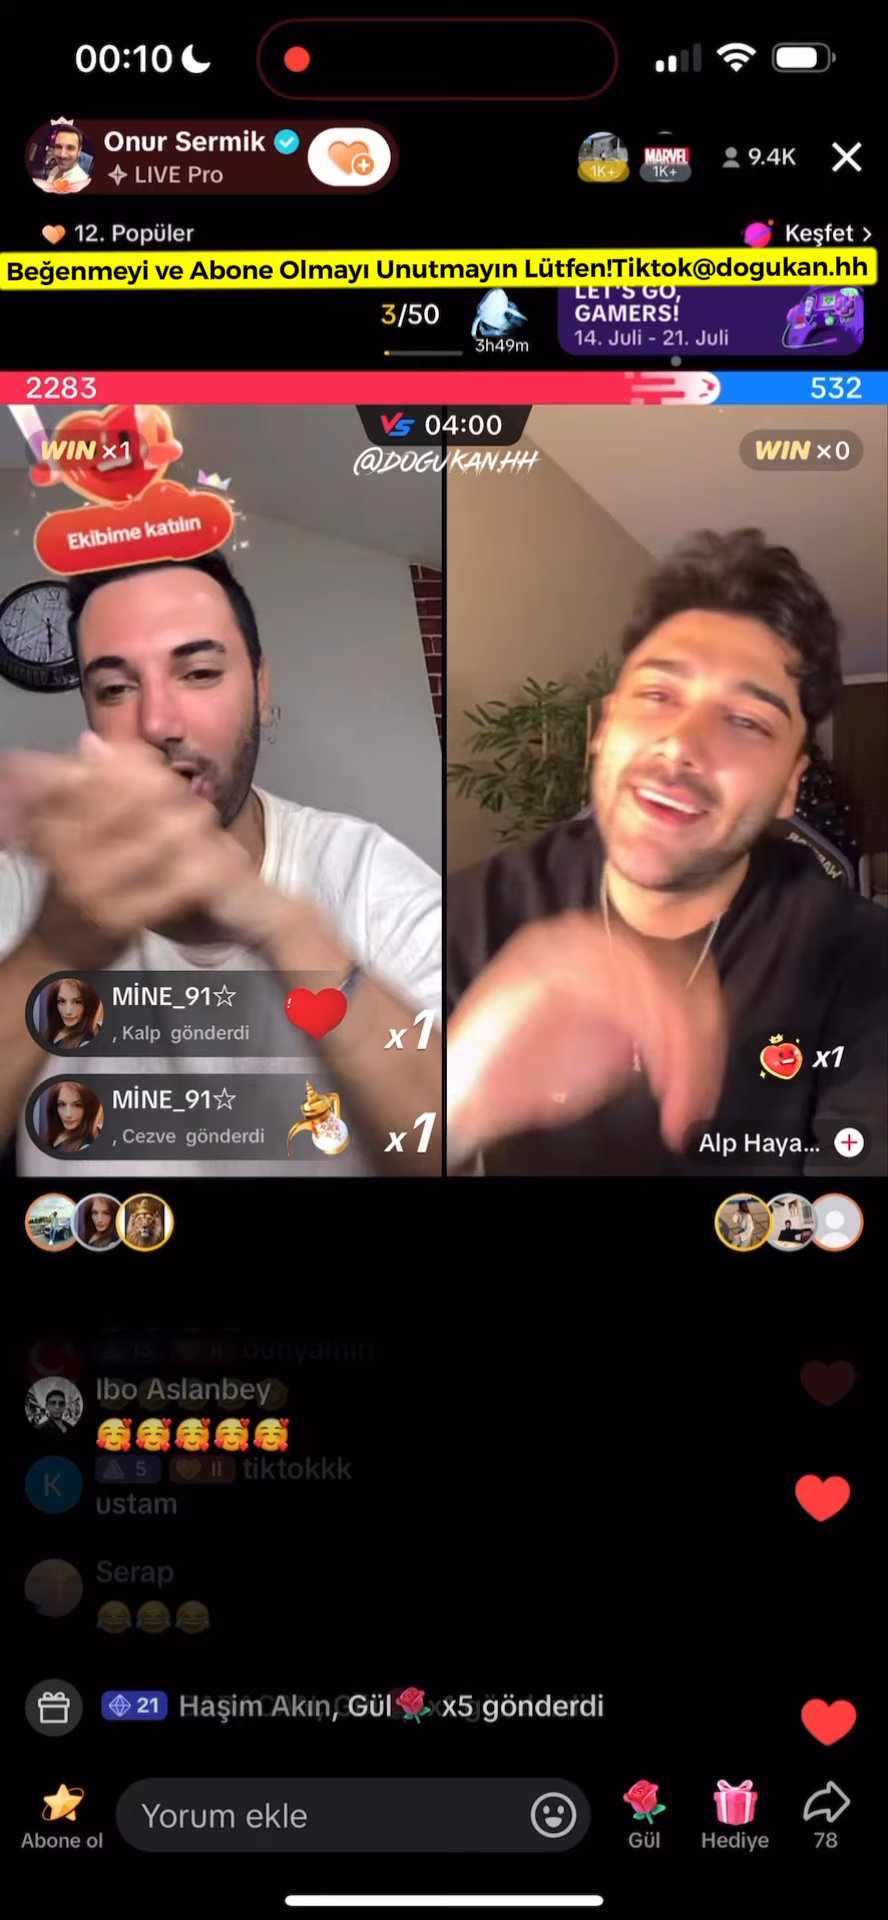 00:10
Onur Sermik
LIVE Pro
1K+
MARVEL
1K+
9.4K
12. Popüler
Keşfet >
Beğenmeyi ve Abone Olmayı Unutmayın Lütfen!Tiktok@dogukan.hh
3/50
3h49m
LET'S GO,
GAMERS!
14. Juli - 21. Juli
2283
532
VS 04:00
WIN x1
WIN x0
@DOGUKAN.HH
Ekibime katılın
MİNE_91☆
, Kalp gönderdi
x1
MİNE_91☆
, Cezve gönderdi
x1
x1
Alp Haya...
Ibo Aslanbey
🥰🥰🥰🥰🥰
K
5
II
tiktokkk
ustam
Serap
😂😂😂
21
Haşim Akın, Gül🌹 x5 gönderdi
Abone ol
Yorum ekle
Gül
Hediye
78